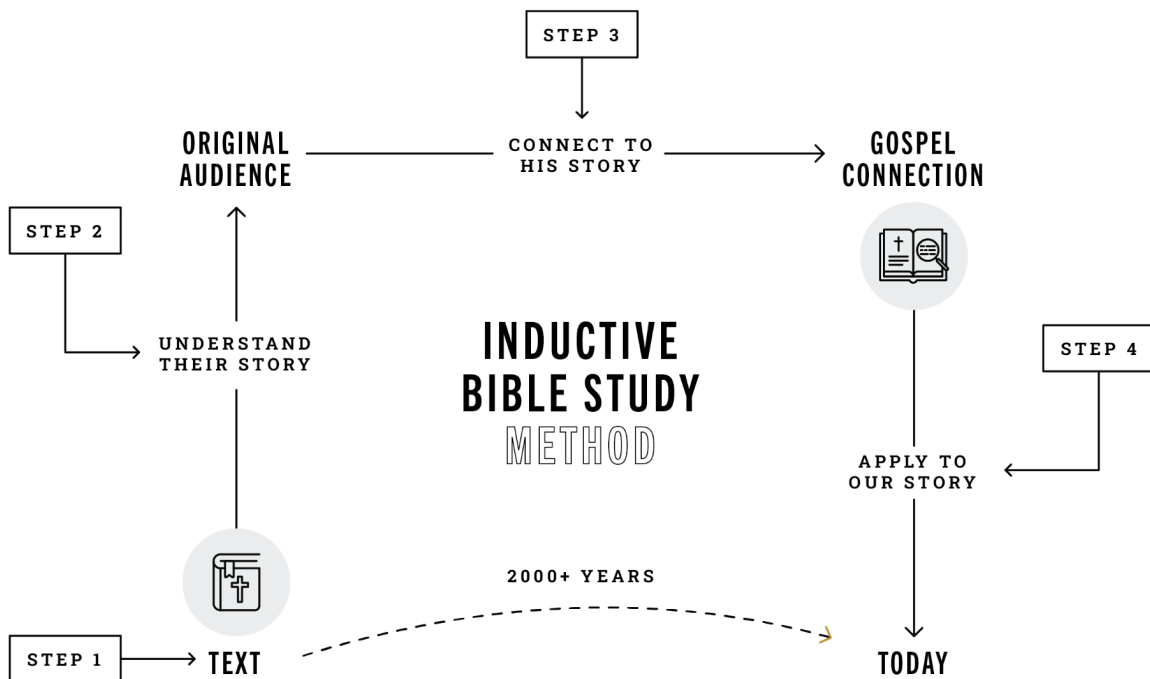 STEP 3
ORIGINAL
AUDIENCE
CONNECT TO
HIS STORY
GOSPEL
CONNECTION
STEP 2
UNDERSTAND
THEIR STORY
INDUCTIVE
BIBLE STUDY
METHOD
STEP 4
APPLY TO
OUR STORY
2000+ YEARS
STEP 1
TEXT
TODAY